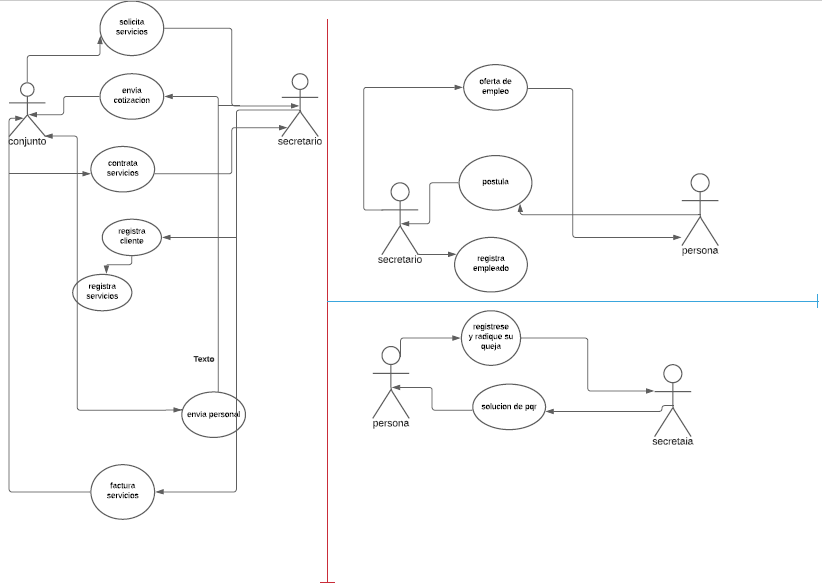 solicita
servicios
envia
cotizacion
conjunto
secretario
contrata
servicios
registra
cliente
registra
servicios
Texto
envia personal
factura
servicios
oferta de
empleo
postula
secretario
persona
registra
empleado
registrese
y radique su
queja
persona
solucion de pqr
secretaia